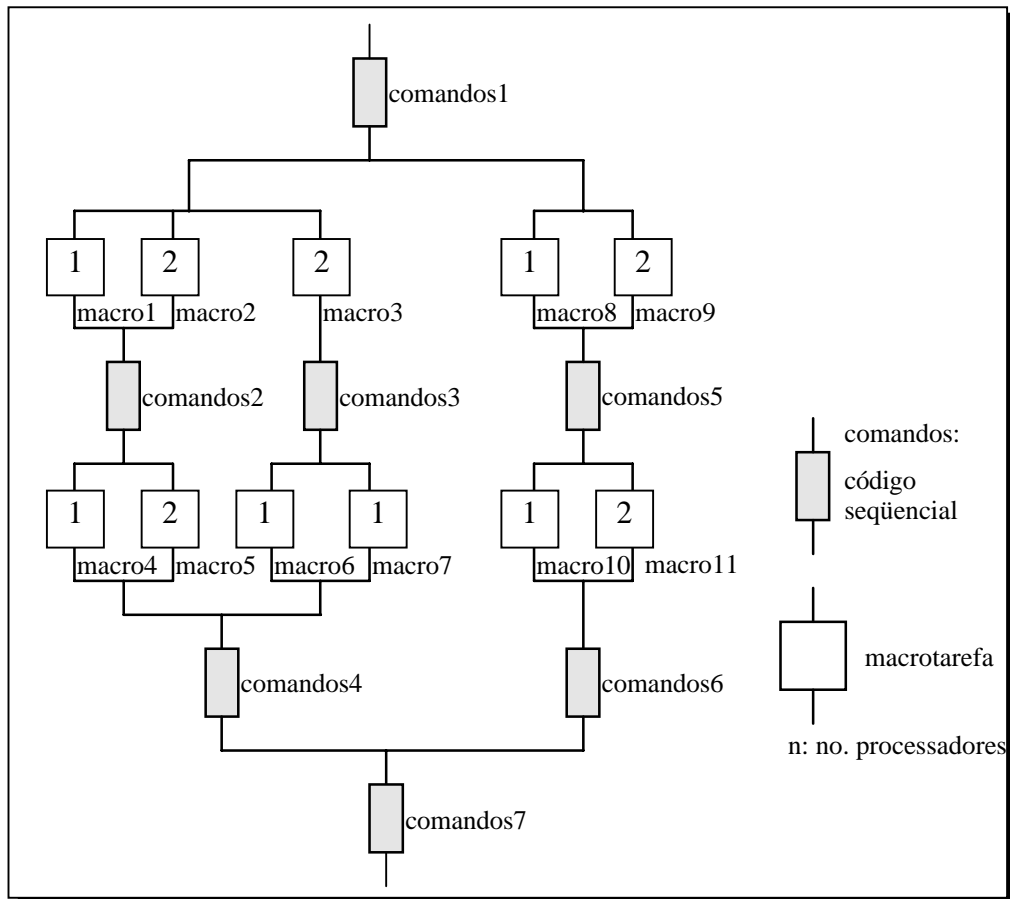 comandos1
1 2 2 1 2
macro1 macro2 macro3 macro8 macro9
comandos2 comandos3 comandos5
1 2 1 1 1 2
macro4 macro5 macro6 macro7 macro10 macro11
comandos4 comandos6
comandos7
comandos:
código
seqüencial
macrotarefa
n: no. processadores